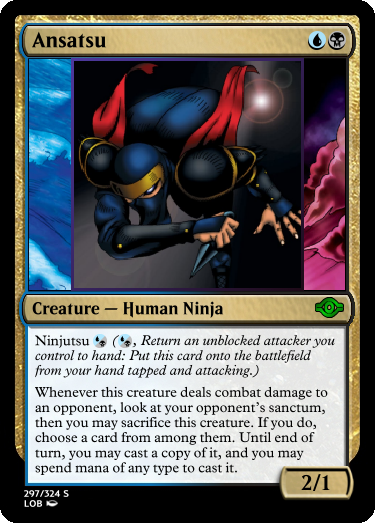 Ansatsu
Creature — Human Ninja
Ninjutsu (, Return an unblocked attacker you
control to hand: Put this card onto the battlefield
from your hand tapped and attacking.)
Whenever this creature deals combat damage to
an opponent, look at your opponent's sanctum,
then you may sacrifice this creature. If you do,
choose a card from among them. Until end of
turn, you may cast a copy of it, and you may
spend mana of any type to cast it.
2/1
297/324 S
LOB